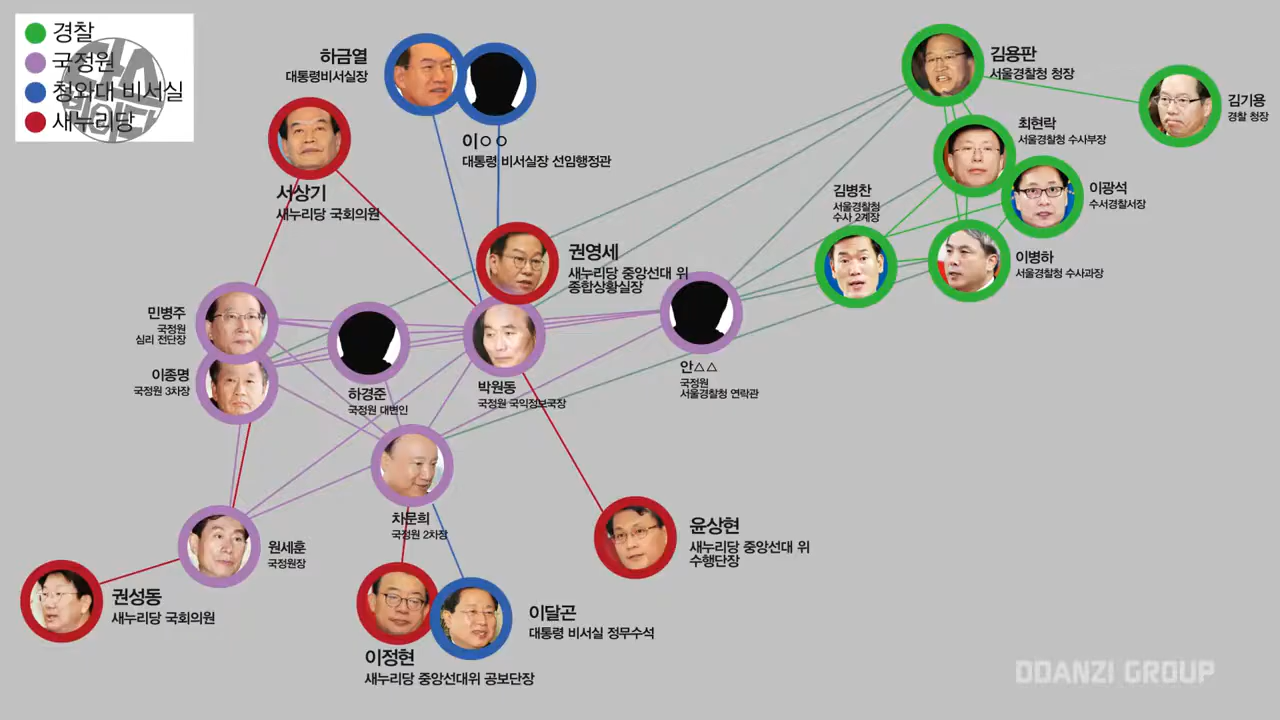 경찰
국정원
청와대 비서실
새누리당
하금열
대통령비서실장
이○○
대통령 비서실장 선임행정관
서상기
새누리당 국회의원
권영세
새누리당 중앙선대 위
종합상황실장
김용판
서울경찰청 청장
김기용
경찰 청장
최현락
서울경찰청 수사부장
이광석
수서경찰서장
김병찬
서울경찰청
수사 2계장
이병하
서울경찰청 수사과장
민병주
국정원
심리 전단장
이종명
국정원 3차장
하경준
국정원 대변인
박원동
국정원 국익정보국장
안△△
국정원
서울경찰청 연락관
차문희
국정원 2차장
원세훈
국정원장
권성동
새누리당 국회의원
이정현
새누리당 중앙선대위 공보단장
이달곤
대통령 비서실 정무수석
윤상현
새누리당 중앙선대 위
수행단장
DDANZI GROUP